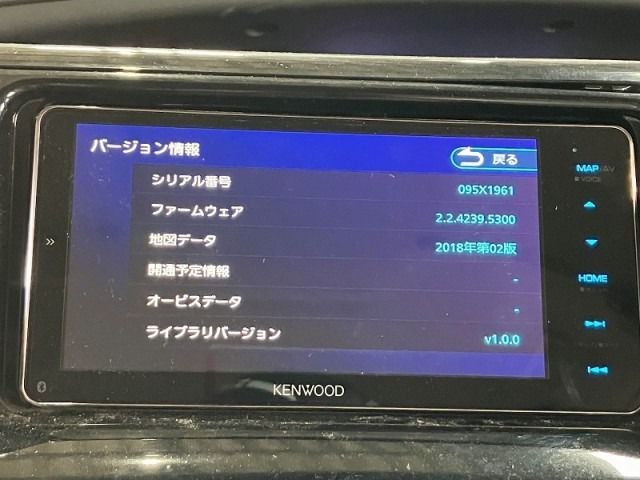 バージョン情報
戻る
シリアル番号 095X1961
ファームウェア 2.2.4239.5300
地図データ 2018年第02版
開通予定情報 -
オービスデータ -
ライブラリバージョン v1.0.0
MAP/AV
VOICE
HOME
KENWOOD